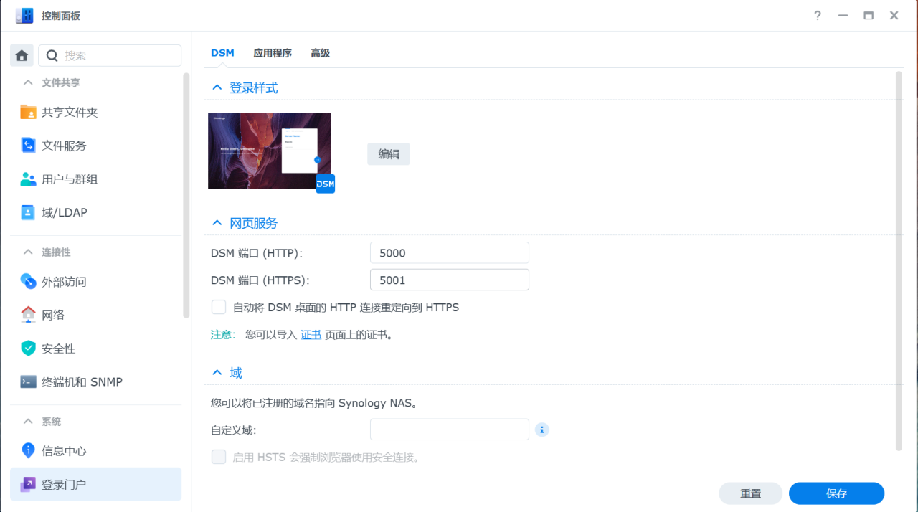 控制面板
搜索
文件共享
共享文件夹
文件服务
用户与群组
域/LDAP
连接性
外部访问
网络
安全性
终端机和 SNMP
系统
信息中心
登录门户
DSM 应用程序 高级
登录样式
DSM
编辑
网页服务
DSM 端口 (HTTP): 5000
DSM 端口 (HTTPS): 5001
自动将 DSM 桌面的 HTTP 连接重定向到 HTTPS
注意: 您可以导入 证书 页面上的证书。
域
您可以将已注册的域名指向 Synology NAS。
自定义域:
启用 HSTS 会强制浏览器使用安全连接。
重置 保存